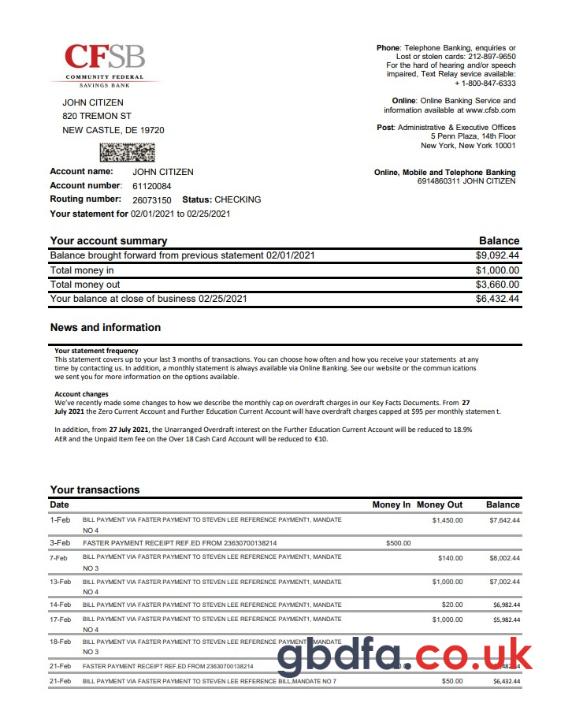 CFSB
COMMUNITY FEDERAL
SAVINGS BANK
JOHN CITIZEN
820 TREMON ST
NEW CASTLE, DE 19720
Phone: Telephone Banking, enquiries or
Lost or stolen cards: 212-897-9650
For the hard of hearing and/or speech
impaired, Text Relay sevice available:
+ 1-800-847-6333
Online: Online Banking Service and
information available at www.cfsb.com
Post: Administrative & Executive Offices
5 Penn Plaza, 14th Floor
New York, New York 10001
Online, Mobile and Telephone Banking
6914860311 JOHN CITIZEN
Account name: JOHN CITIZEN
Account number: 61120084
Routing number: 26073150 Status: CHECKING
Your statement for 02/01/2021 to 02/25/2021
Your account summary Balance
Balance brought forward from previous statement 02/01/2021 $9,092.44
Total money in $1,000.00
Total money out $3,660.00
Your balance at close of business 02/25/2021 $6,432.44
News and information
Your statement frequency
This statement covers up to your last 3 months of transactions. You can choose how often and how you receive your statements at any
time by contacting us. In addition, a monthly statement is always available via Online Banking. See our website or the commun ications
we sent you for more information on the options available.
Account changes
We've recently made some changes to how we describe the monthly cap on overdraft charges in our Key Facts Documents. From 27
July 2021 the Zero Current Account and Further Education Current Account will have overdraft charges capped at $95 per monthly statemen t.
In addition, from 27 July 2021, the Unarranged Overdraft interest on the Further Education Current Account will be reduced to 18.9%
AER and the Unpaid Item fee on the Over 18 Cash Card Account will be reduced to €10.
Your transactions
Date Money In Money Out Balance
1-Feb BILL PAYMENT VIA FASTER PAYMENT TO STEVEN LEE REFERENCE PAYMENT1, MANDATE $1,450.00 $7,642.44
NO 4
3-Feb FASTER PAYMENT RECEIPT REF.ED FROM 23630700138214 $500.00
7-Feb BILL PAYMENT VIA FASTER PAYMENT TO STEVEN LEE REFERENCE PAYMENT1, MANDATE $140.00 $8,002.44
NO 3
13-Feb BILL PAYMENT VIA FASTER PAYMENT TO STEVEN LEE REFERENCE PAYMENT1, MANDATE $1,000.00 $7,002.44
NO 4
14-Feb BILL PAYMENT VIA FASTER PAYMENT TO STEVEN LEE REFERENCE PAYMENT1, MANDATE $20.00 $6,982.44
17-Feb BILL PAYMENT VIA FASTER PAYMENT TO STEVEN LEE REFERENCE PAYMENT1, MANDATE $1,000.00 $5,982.44
NO 4
18-Feb BILL PAYMENT VIA FASTER PAYMENT TO STEVEN LEE REFERENCE PAYMENT1, MANDATE
NO 3
21-Feb FASTER PAYMENT RECEIPT REF.ED FROM 23630700138214
21-Feb BILL PAYMENT VIA FASTER PAYMENT TO STEVEN LEE REFERENCE BILL,MANDATE NO 7 $50.00 $6,432.44
gbdfa.co.uk